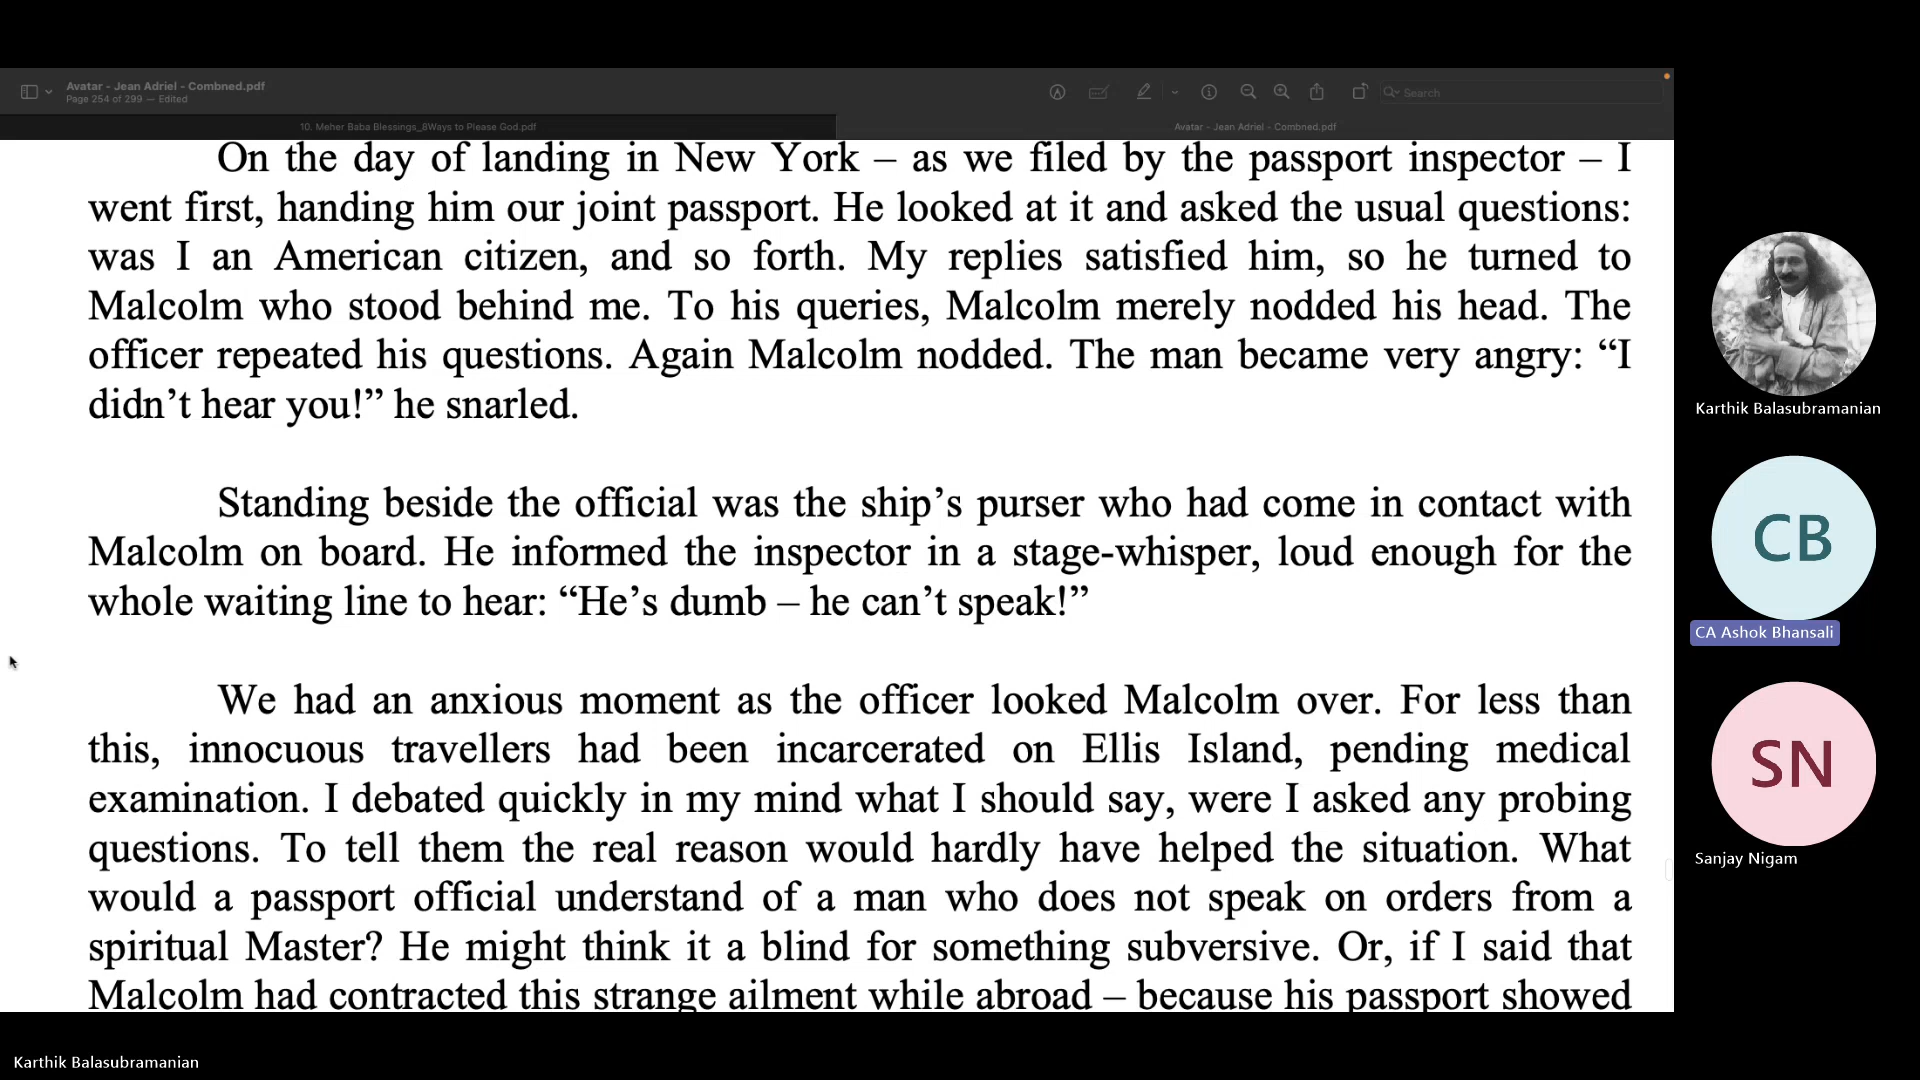 Avatar - Jean Adriel - Combned.pdf
Page 254 of 299 — Edited
Search
10. Meher Baba Blessings_8Ways to Please God.pdf
Avatar - Jean Adriel - Combned.pdf
On the day of landing in New York – as we filed by the passport inspector – I
went first, handing him our joint passport. He looked at it and asked the usual questions:
was I an American citizen, and so forth. My replies satisfied him, so he turned to
Malcolm who stood behind me. To his queries, Malcolm merely nodded his head. The
officer repeated his questions. Again Malcolm nodded. The man became very angry: “I
didn’t hear you!” he snarled.
Standing beside the official was the ship’s purser who had come in contact with
Malcolm on board. He informed the inspector in a stage-whisper, loud enough for the
whole waiting line to hear: “He’s dumb – he can’t speak!”
We had an anxious moment as the officer looked Malcolm over. For less than
this, innocuous travellers had been incarcerated on Ellis Island, pending medical
examination. I debated quickly in my mind what I should say, were I asked any probing
questions. To tell them the real reason would hardly have helped the situation. What
would a passport official understand of a man who does not speak on orders from a
spiritual Master? He might think it a blind for something subversive. Or, if I said that
Malcolm had contracted this strange ailment while abroad – because his passport showed
Karthik Balasubramanian
CB
CA Ashok Bhansali
SN
Sanjay Nigam
Karthik Balasubramanian